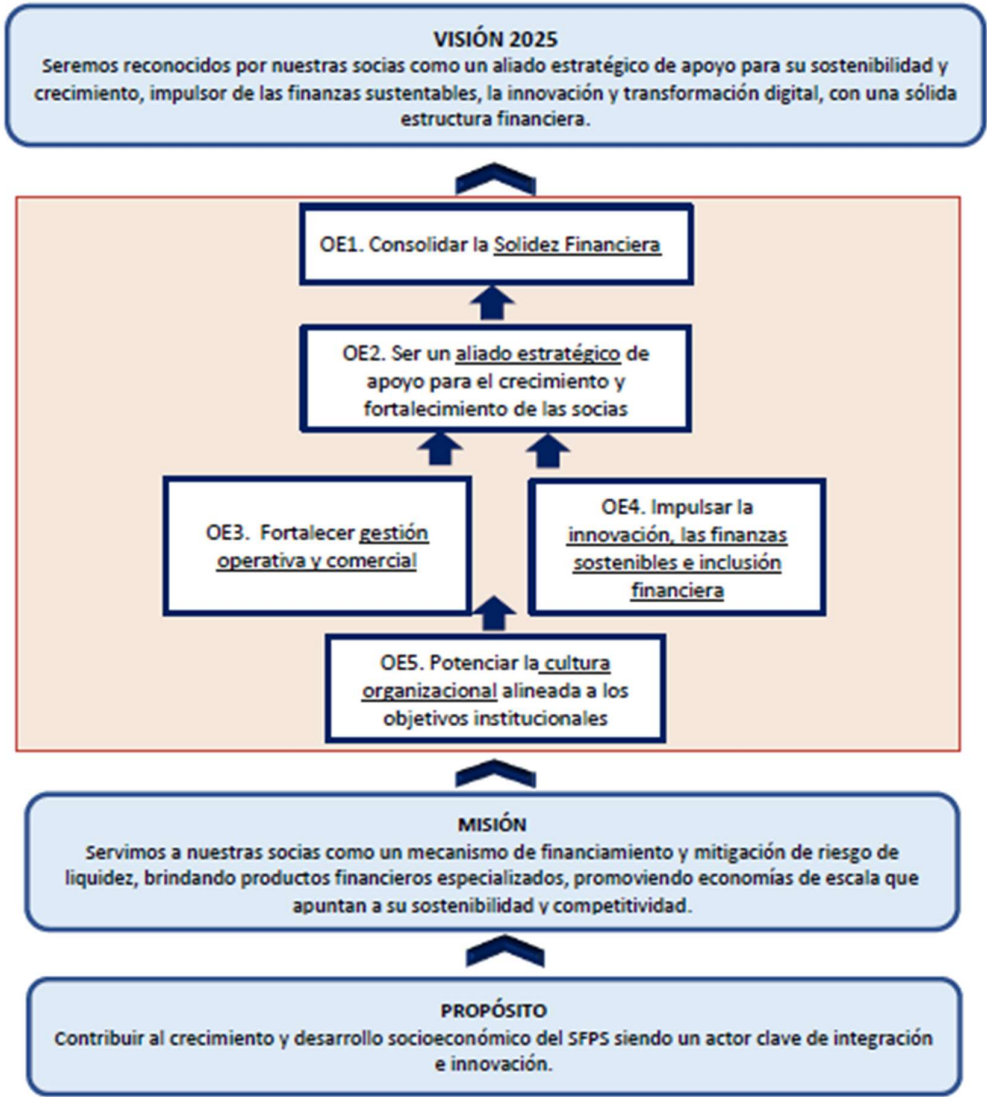 VISIÓN 2025
Seremos reconocidos por nuestras socias como un aliado estratégico de apoyo para su sostenibilidad y
crecimiento, impulsor de las finanzas sustentables, la innovación y transformación digital, con una sólida
estructura financiera.
OE1. Consolidar la Solidez Financiera
OE2. Ser un aliado estratégico de
apoyo para el crecimiento y
fortalecimiento de las socias
OE3. Fortalecer gestión
operativa y comercial
OE4. Impulsar la
innovación, las finanzas
sostenibles e inclusión
financiera
OE5. Potenciar la cultura
organizacional alineada a los
objetivos institucionales
MISIÓN
Servimos a nuestras socias como un mecanismo de financiamiento y mitigación de riesgo de
liquidez, brindando productos financieros especializados, promoviendo economías de escala que
apuntan a su sostenibilidad y competitividad.
PROPÓSITO
Contribuir al crecimiento y desarrollo socioeconómico del SFPS siendo un actor clave de integración
e innovación.